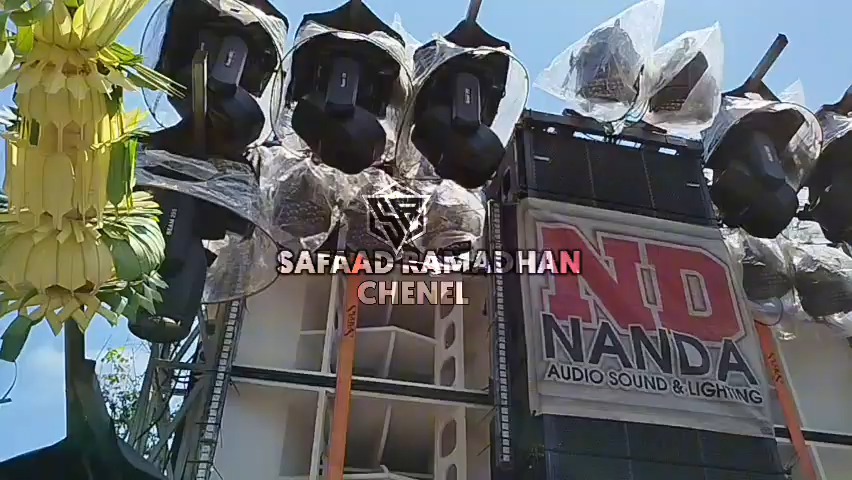 SAFAAD RAMADHAN
CHENEL
ND
NANDA
AUDIO SOUND & LIGHTING